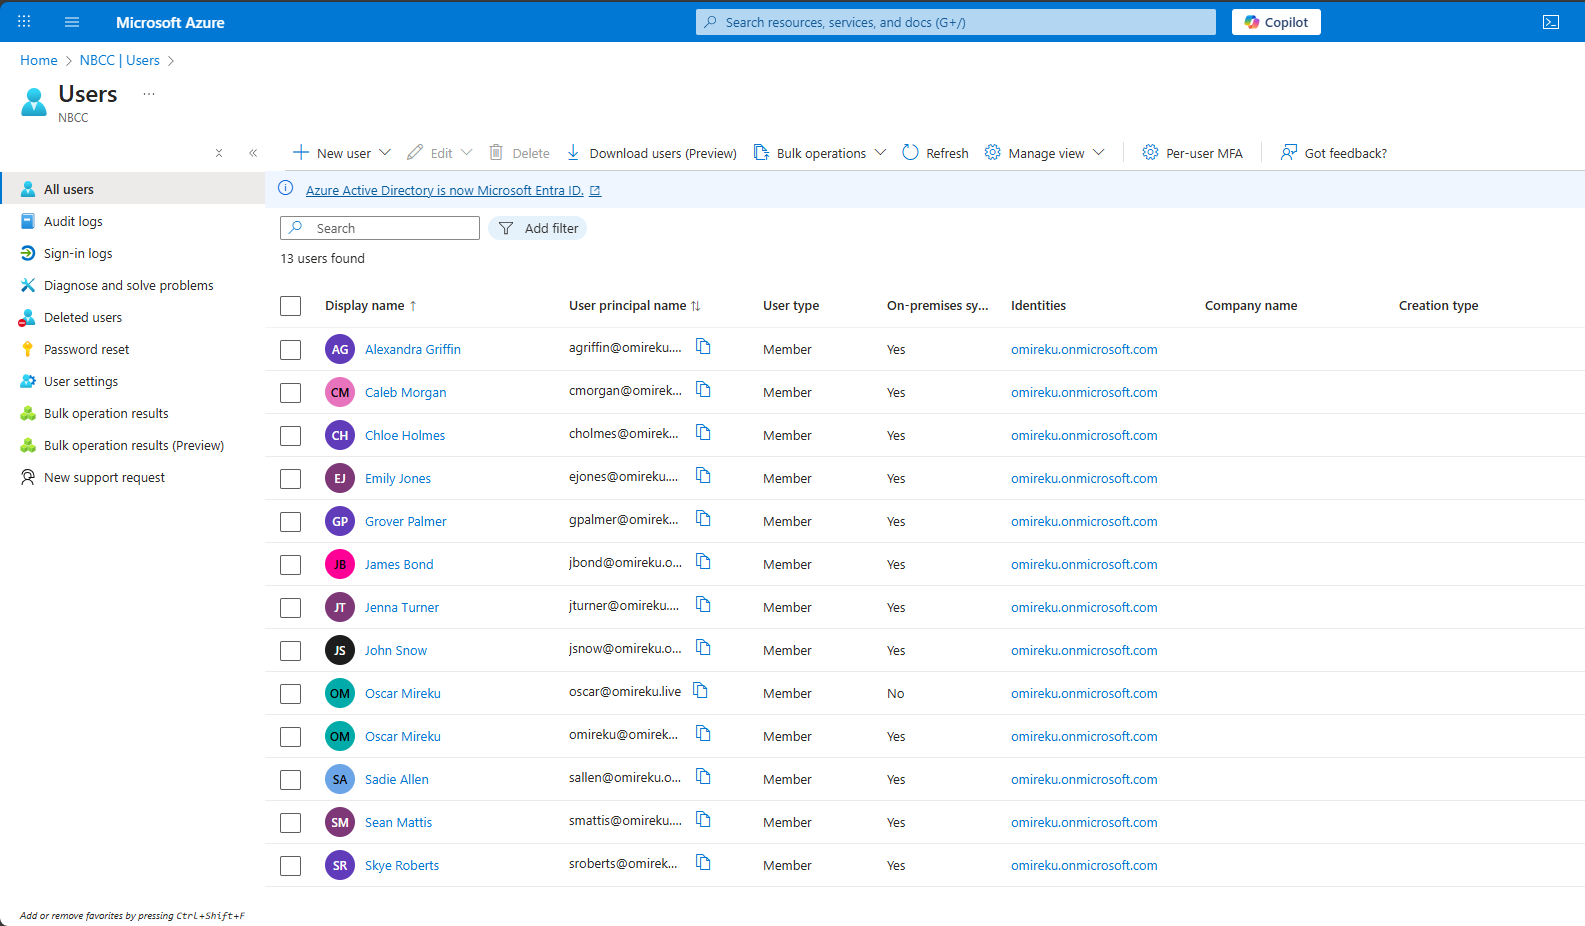 Microsoft Azure
Search resources, services, and docs (G+/)
Copilot
Home > NBCC | Users >
Users ...
NBCC
New user
Edit
Delete
Download users (Preview)
Bulk operations
Refresh
Manage view
Per-user MFA
Got feedback?
All users
Audit logs
Sign-in logs
Diagnose and solve problems
Deleted users
Password reset
User settings
Bulk operation results
Bulk operation results (Preview)
New support request
Azure Active Directory is now Microsoft Entra ID.
Search
Add filter
13 users found
Display name ↑ User principal name ↑↓ User type On-premises sy... Identities Company name Creation type
AG Alexandra Griffin agriffin@omireku.... Member Yes omireku.onmicrosoft.com
CM Caleb Morgan cmorgan@omirek... Member Yes omireku.onmicrosoft.com
CH Chloe Holmes cholmes@omirek... Member Yes omireku.onmicrosoft.com
EJ Emily Jones ejones@omireku.... Member Yes omireku.onmicrosoft.com
GP Grover Palmer gpalmer@omirek... Member Yes omireku.onmicrosoft.com
JB James Bond jbond@omireku.o... Member Yes omireku.onmicrosoft.com
JT Jenna Turner jturner@omireku.... Member Yes omireku.onmicrosoft.com
JS John Snow jsnow@omireku.o... Member Yes omireku.onmicrosoft.com
OM Oscar Mireku oscar@omireku.live Member No omireku.onmicrosoft.com
OM Oscar Mireku omireku@omirek... Member Yes omireku.onmicrosoft.com
SA Sadie Allen sallen@omireku.o... Member Yes omireku.onmicrosoft.com
SM Sean Mattis smattis@omireku.... Member Yes omireku.onmicrosoft.com
SR Skye Roberts sroberts@omirek... Member Yes omireku.onmicrosoft.com
Add or remove favorites by pressing Ctrl+Shift+F